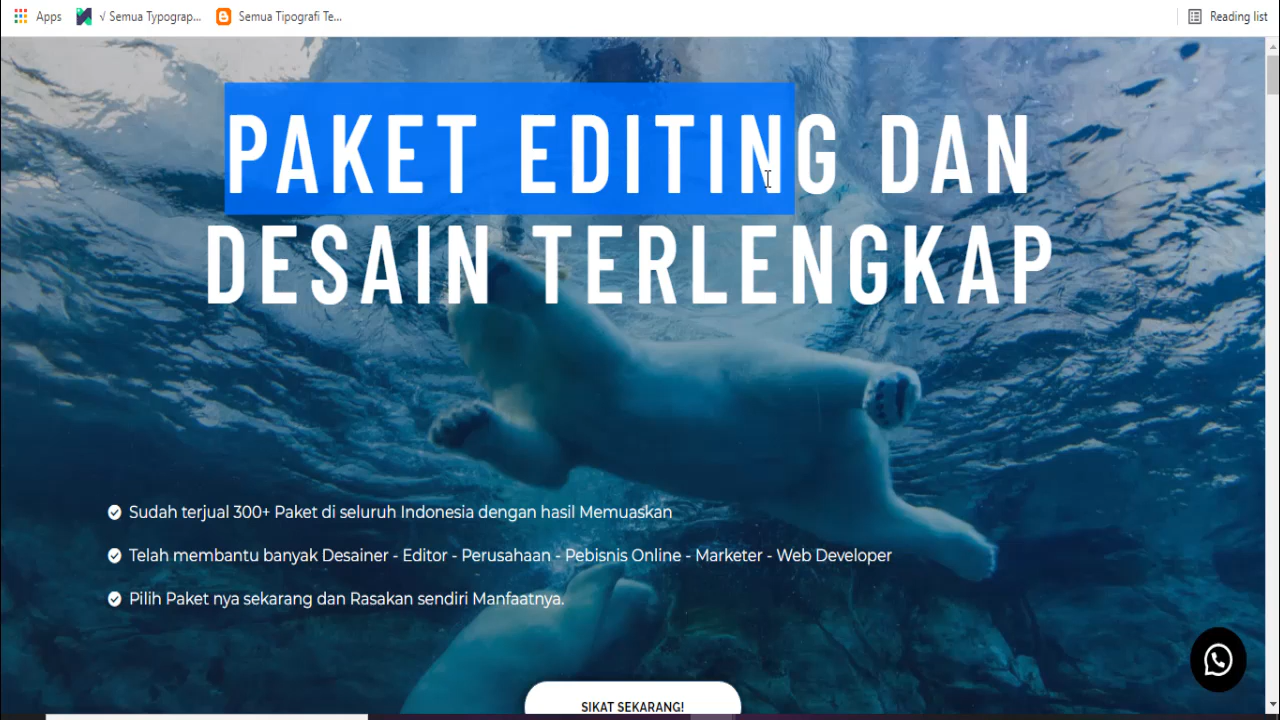 Apps √ Semua Typograp... Semua Tipografi Te... Reading list
PAKET EDITING DAN
DESAIN TERLENGKAP
Sudah terjual 300+ Paket di seluruh Indonesia dengan hasil Memuaskan
Telah membantu banyak Desainer - Editor - Perusahaan - Pebisnis Online - Marketer - Web Developer
Pilih Paket nya sekarang dan Rasakan sendiri Manfaatnya.
SIKAT SEKARANG!